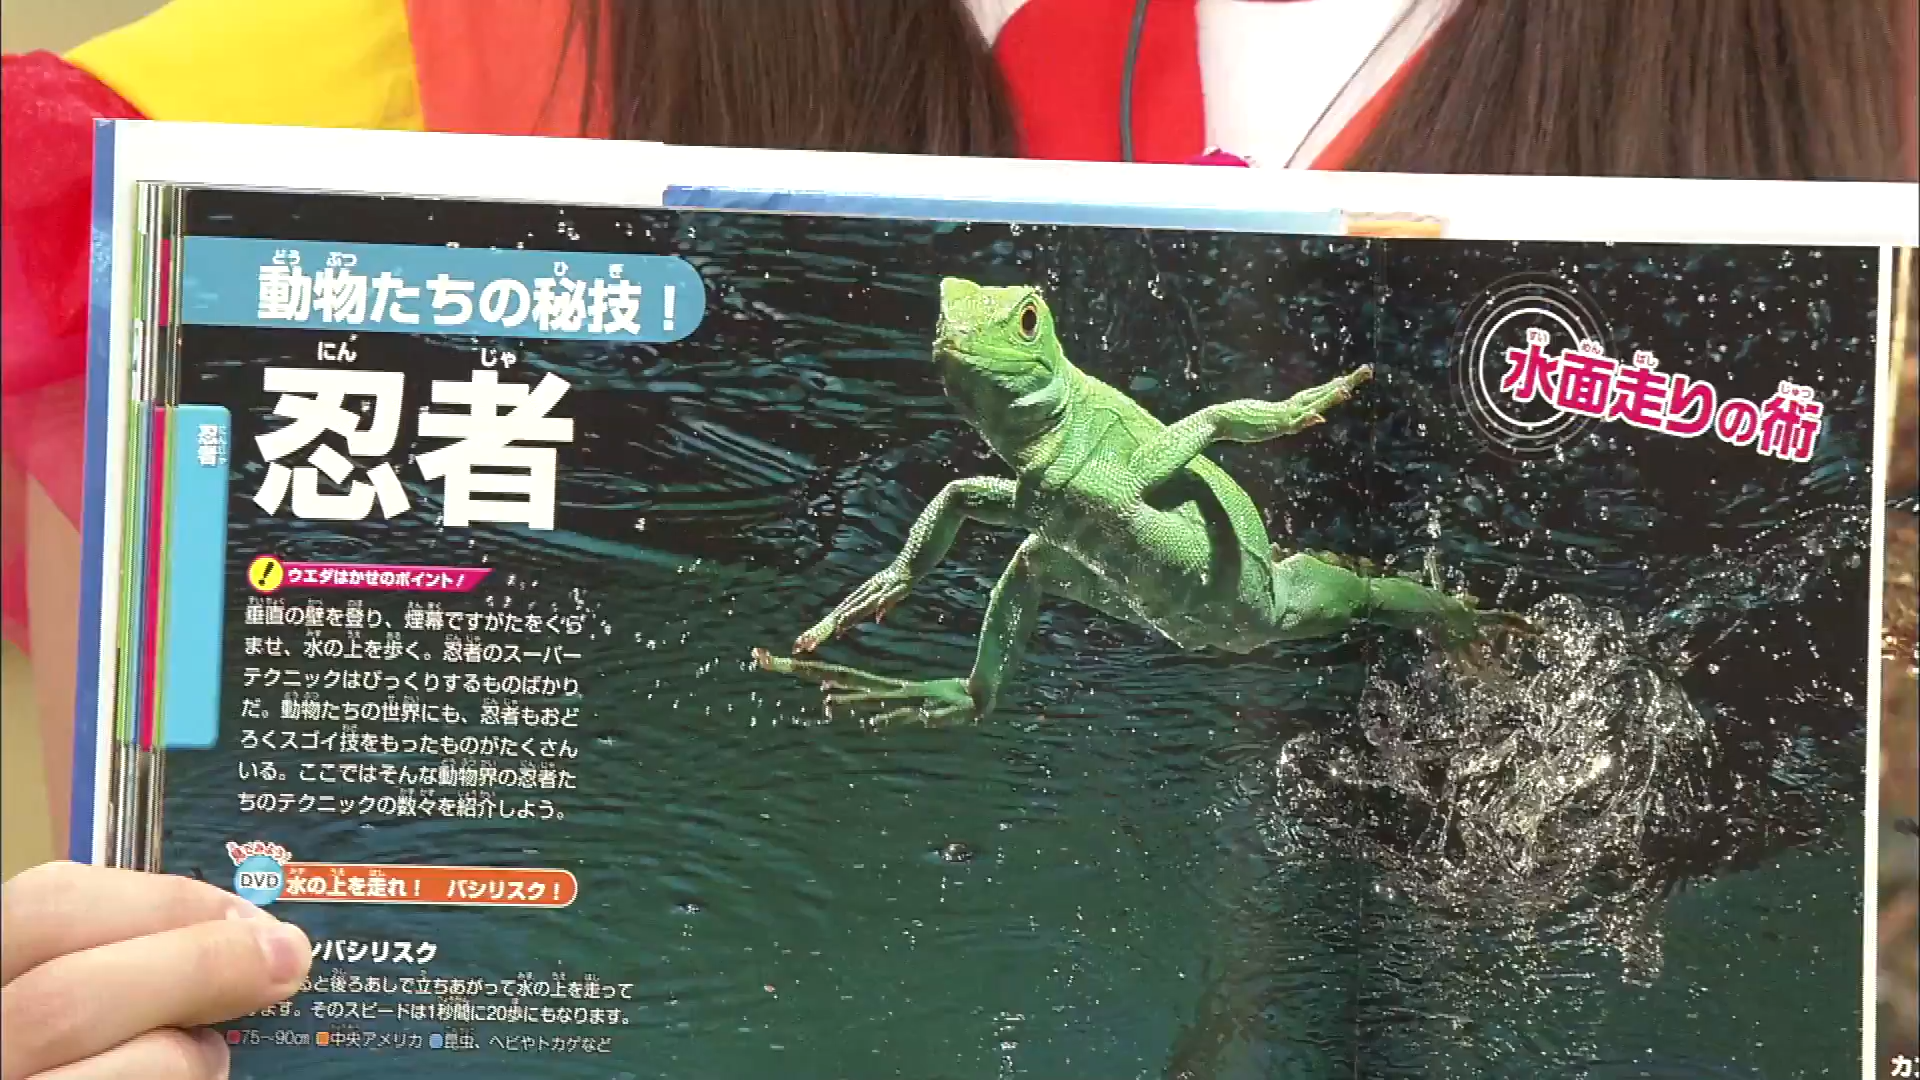 動物たちの秘技！
忍者
忍者
ウエダはかせのポイント！
垂直の壁を登り、煙幕ですがたをくら
ませ、水の上を歩く。忍者のスーパー
テクニックはびっくりするものばかり
だ。動物たちの世界にも、忍者もおど
ろくスゴイ技をもったものがたくさん
いる。ここではそんな動物界の忍者た
ちのテクニックの数々を紹介しよう。
見てみよう！
DVD 水の上を走れ！ バシリスク！
ンバシリスク
ると後ろあしで立ちあがって水の上を走って
ます。そのスピードは1秒間に20歩にもなります。
75〜90cm 中央アメリカ 昆虫、ヘビやトカゲなど
水面走りの術
カン